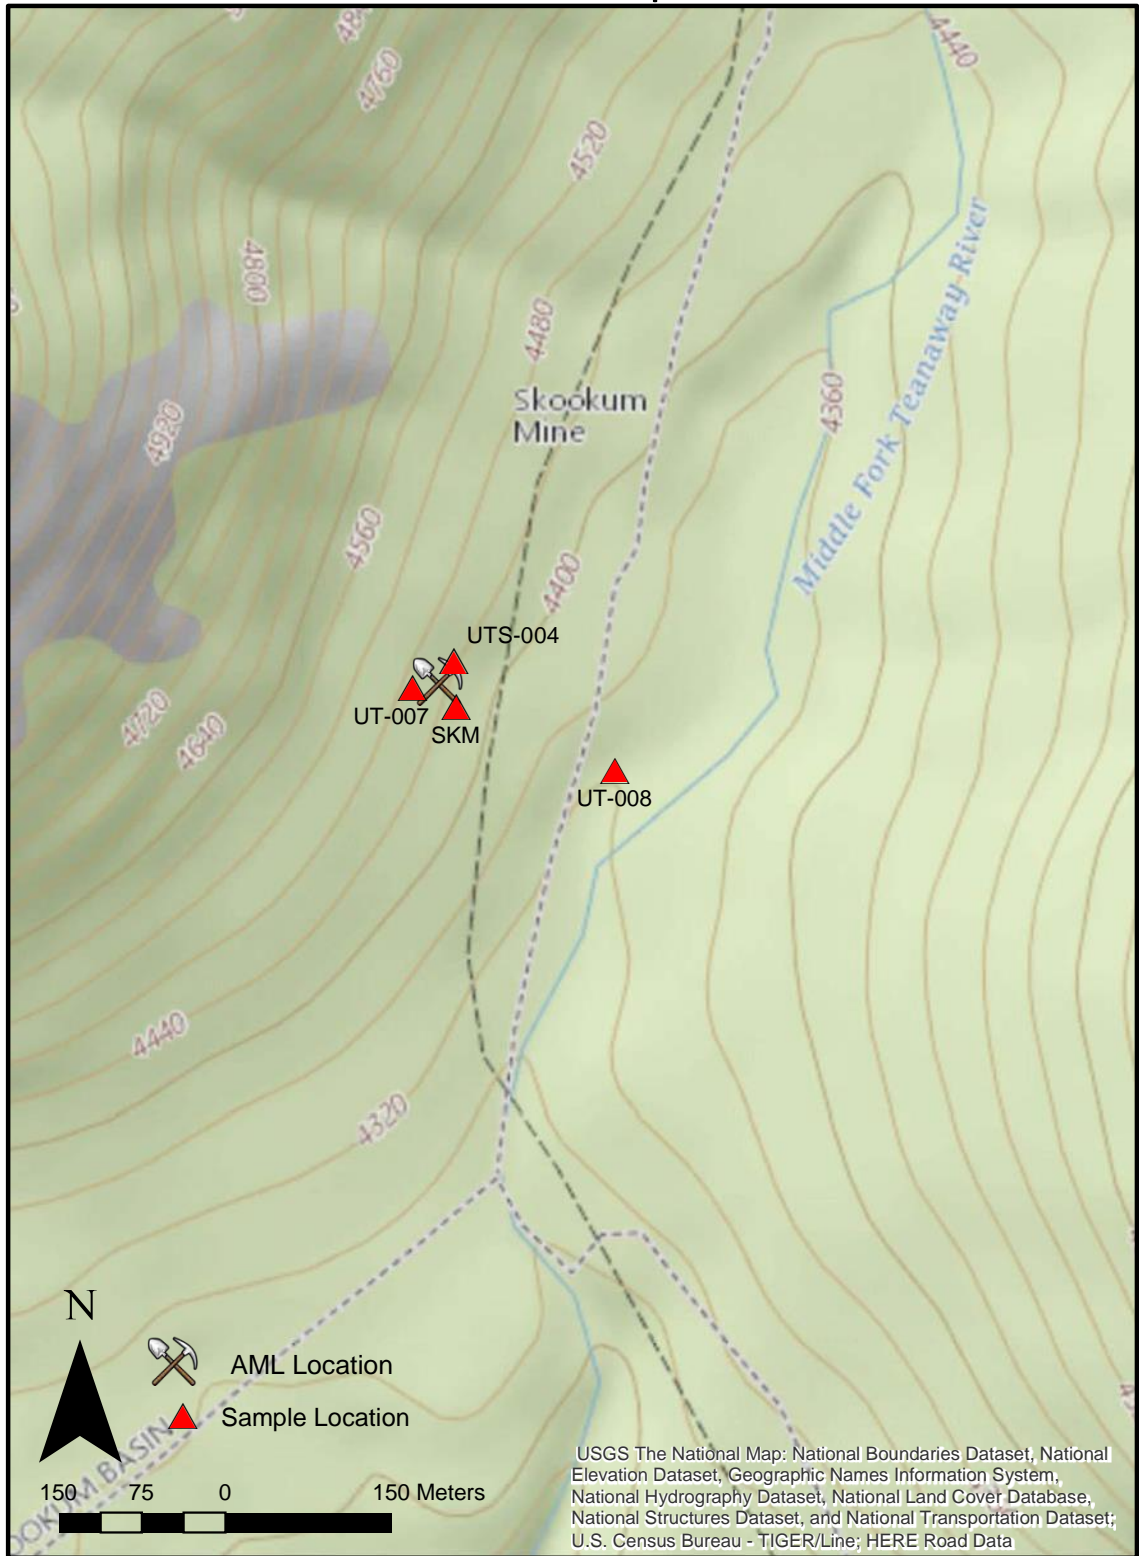 4440
4760
4520
4800
4480
Middle Fork Teanaway River
Skookum
Mine
4360
4920
4560
4400
UTS-004
UT-007
SKM
4720
4640
UT-008
4440
4320
N
AML Location
Sample Location
OOKUM BASIN
150 75 0 150 Meters
USGS The National Map: National Boundaries Dataset, National
Elevation Dataset, Geographic Names Information System,
National Hydrography Dataset, National Land Cover Database,
National Structures Dataset, and National Transportation Dataset;
U.S. Census Bureau - TIGER/Line; HERE Road Data